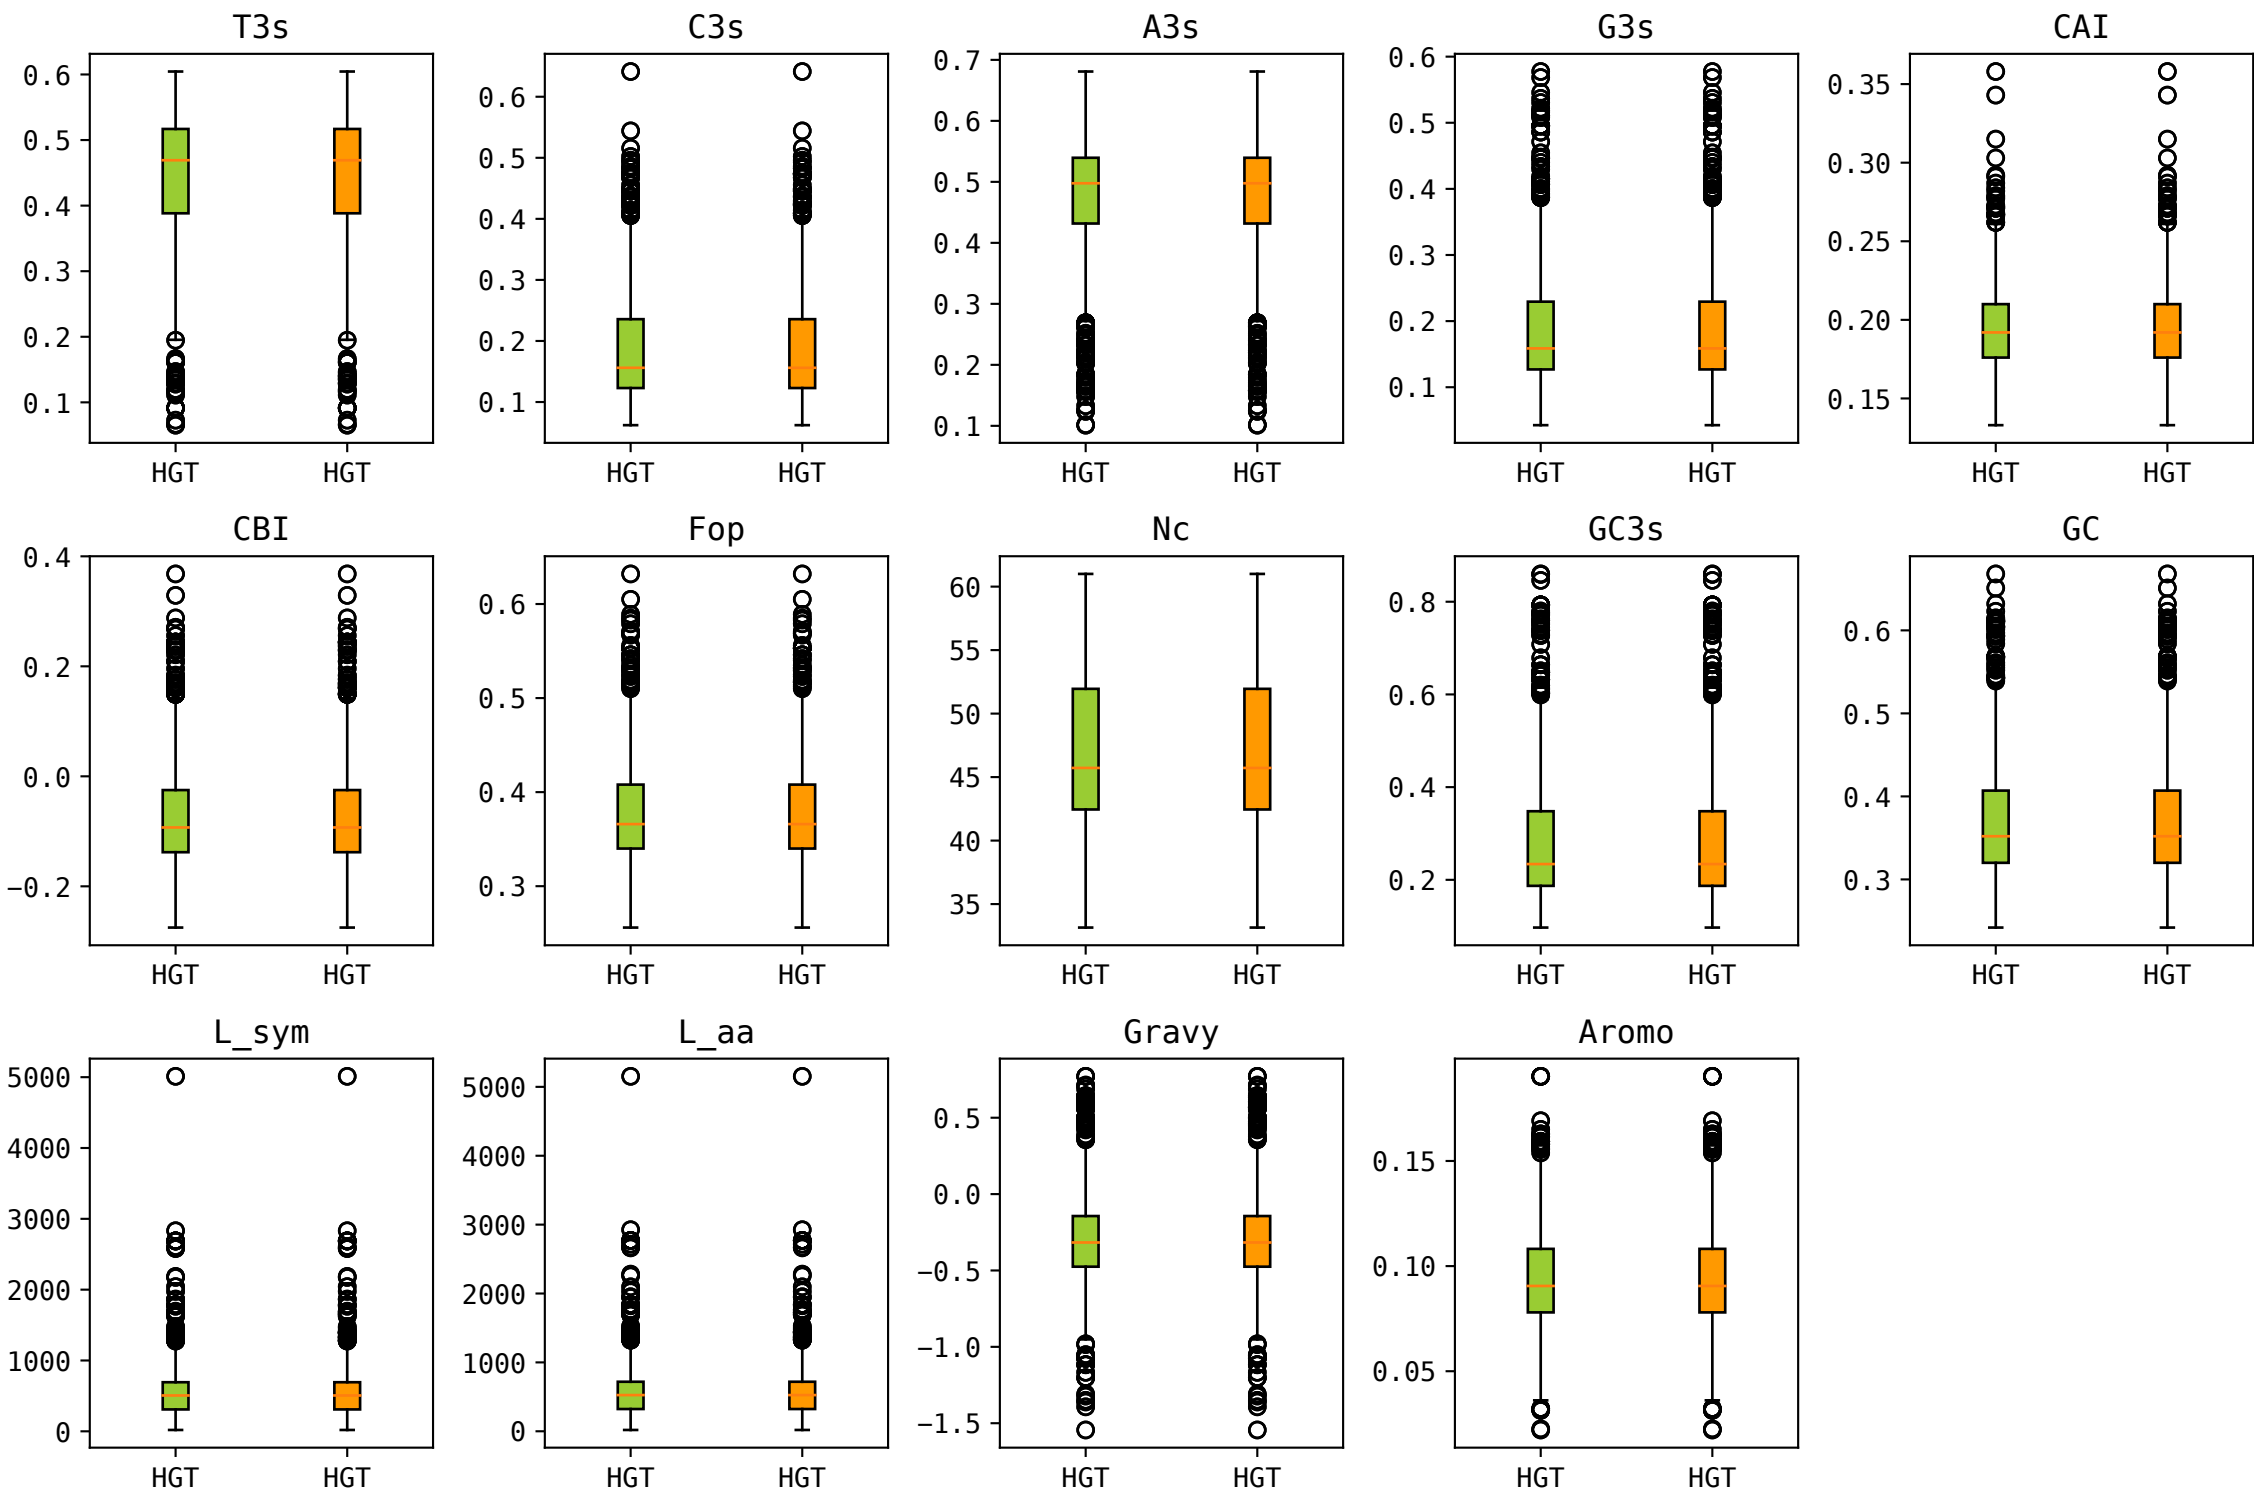 T3s C3s A3s G3s CAI
0.6 0.5 0.4 0.3 0.2 0.1
0.6 0.5 0.4 0.3 0.2 0.1
0.7 0.6 0.5 0.4 0.3 0.2 0.1
0.6 0.5 0.4 0.3 0.2 0.1
0.35 0.30 0.25 0.20 0.15
HGT HGT HGT HGT HGT HGT HGT HGT HGT HGT
CBI Fop Nc GC3s GC
0.4 0.2 0.0 −0.2
0.6 0.5 0.4 0.3
60 55 50 45 40 35
0.8 0.6 0.4 0.2
0.6 0.5 0.4 0.3
HGT HGT HGT HGT HGT HGT HGT HGT HGT HGT
L_sym L_aa Gravy Aromo
5000 4000 3000 2000 1000 0
5000 4000 3000 2000 1000 0
0.5 0.0 −0.5 −1.0 −1.5
0.15 0.10 0.05
HGT HGT HGT HGT HGT HGT HGT HGT